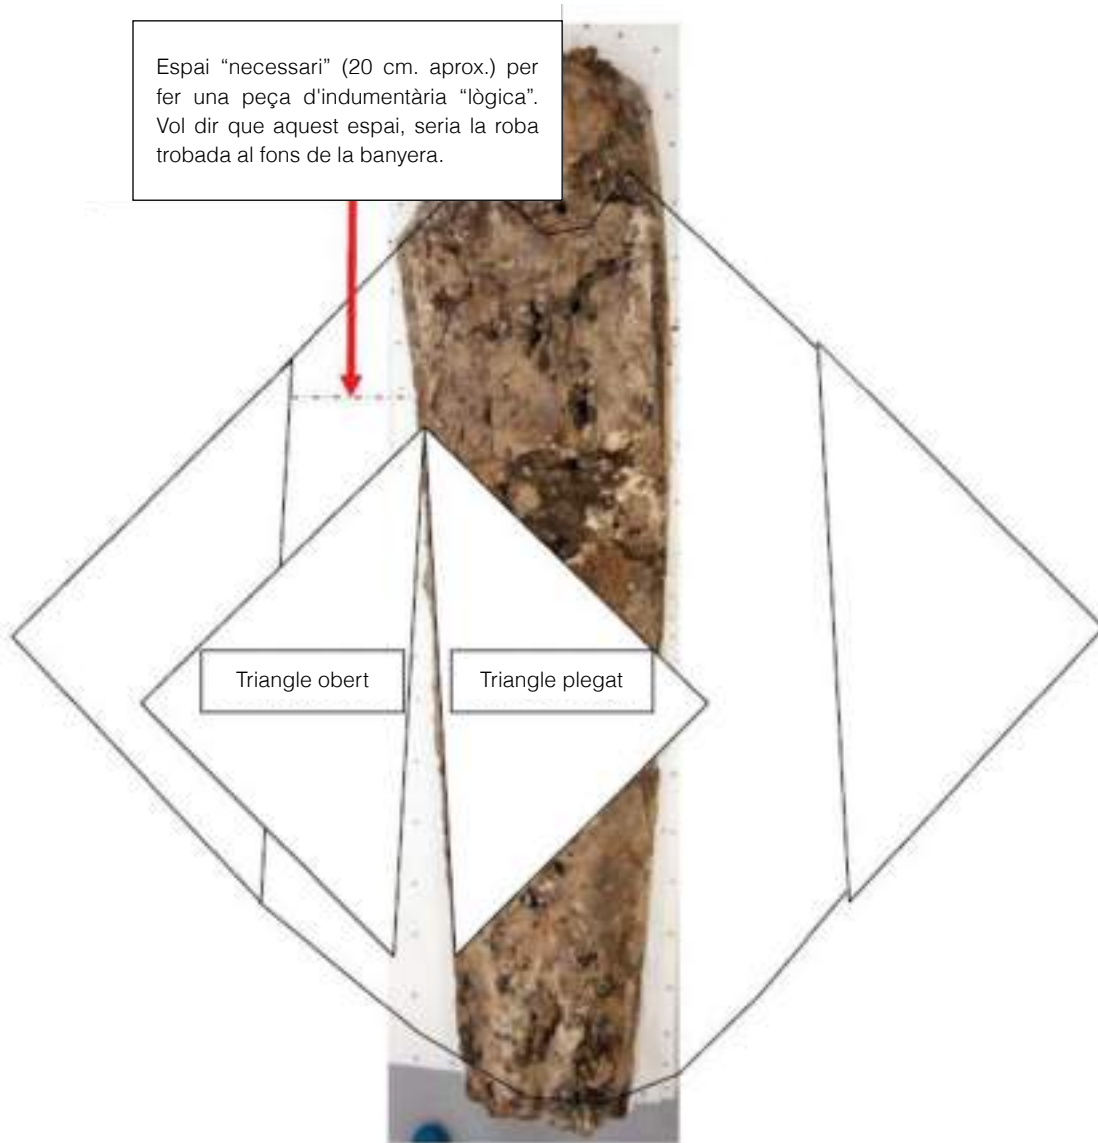 Espai “necessari” (20 cm. aprox.) per
fer una peça d'indumentària “lògica”.
Vol dir que aquest espai, seria la roba
trobada al fons de la banyera.
Triangle obert
Triangle plegat